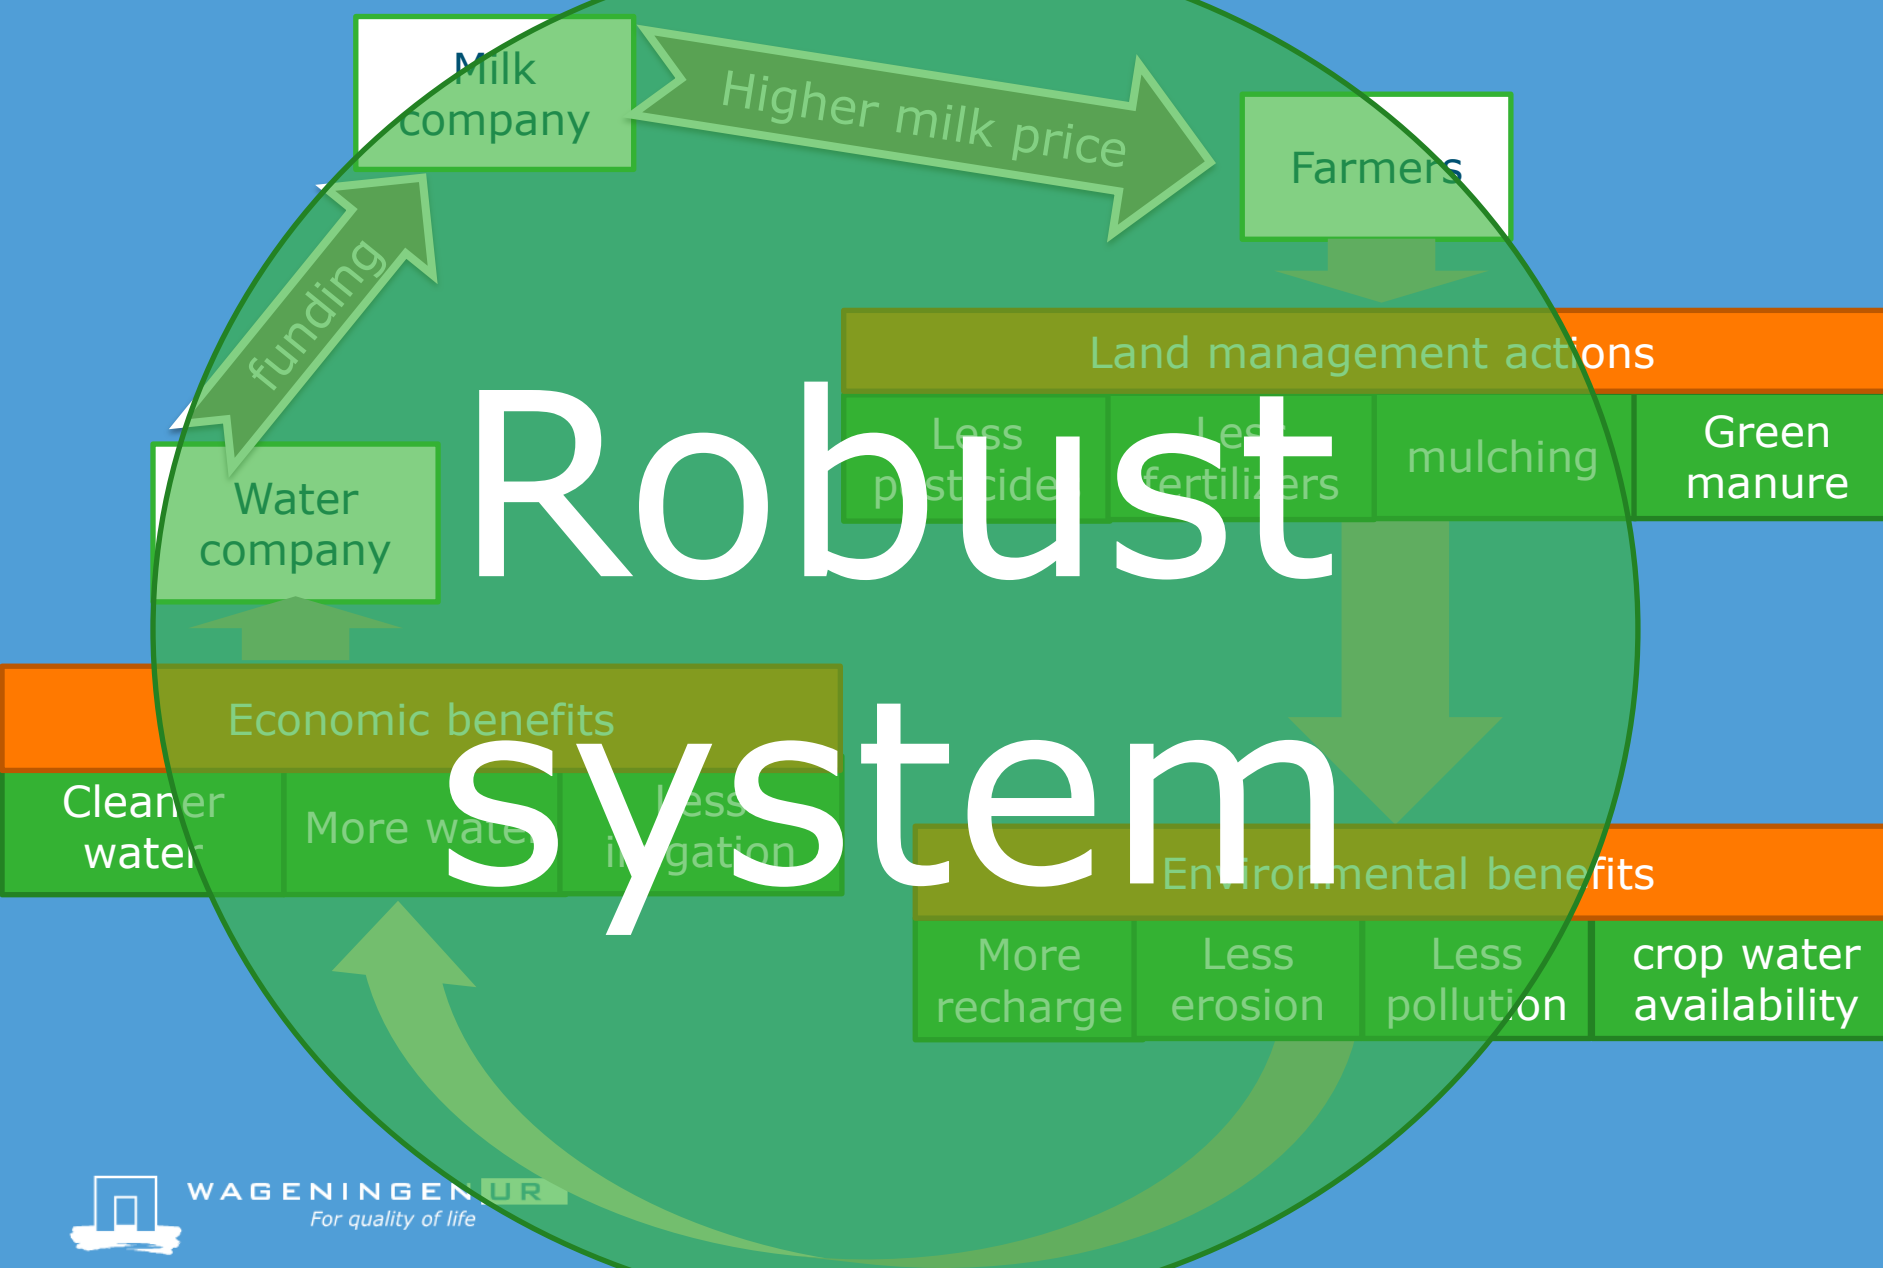 Milk
company
Higher milk price
Farmers
funding
Land management actions
Less
pesticides
Less
fertilizers
mulching
Green
manure
Robust
system
Water
company
Economic benefits
Cleaner
water
More water
Less
irrigation
Environmental benefits
More
recharge
Less
erosion
Less
pollution
crop water
availability
WAGENINGEN UR
For quality of life